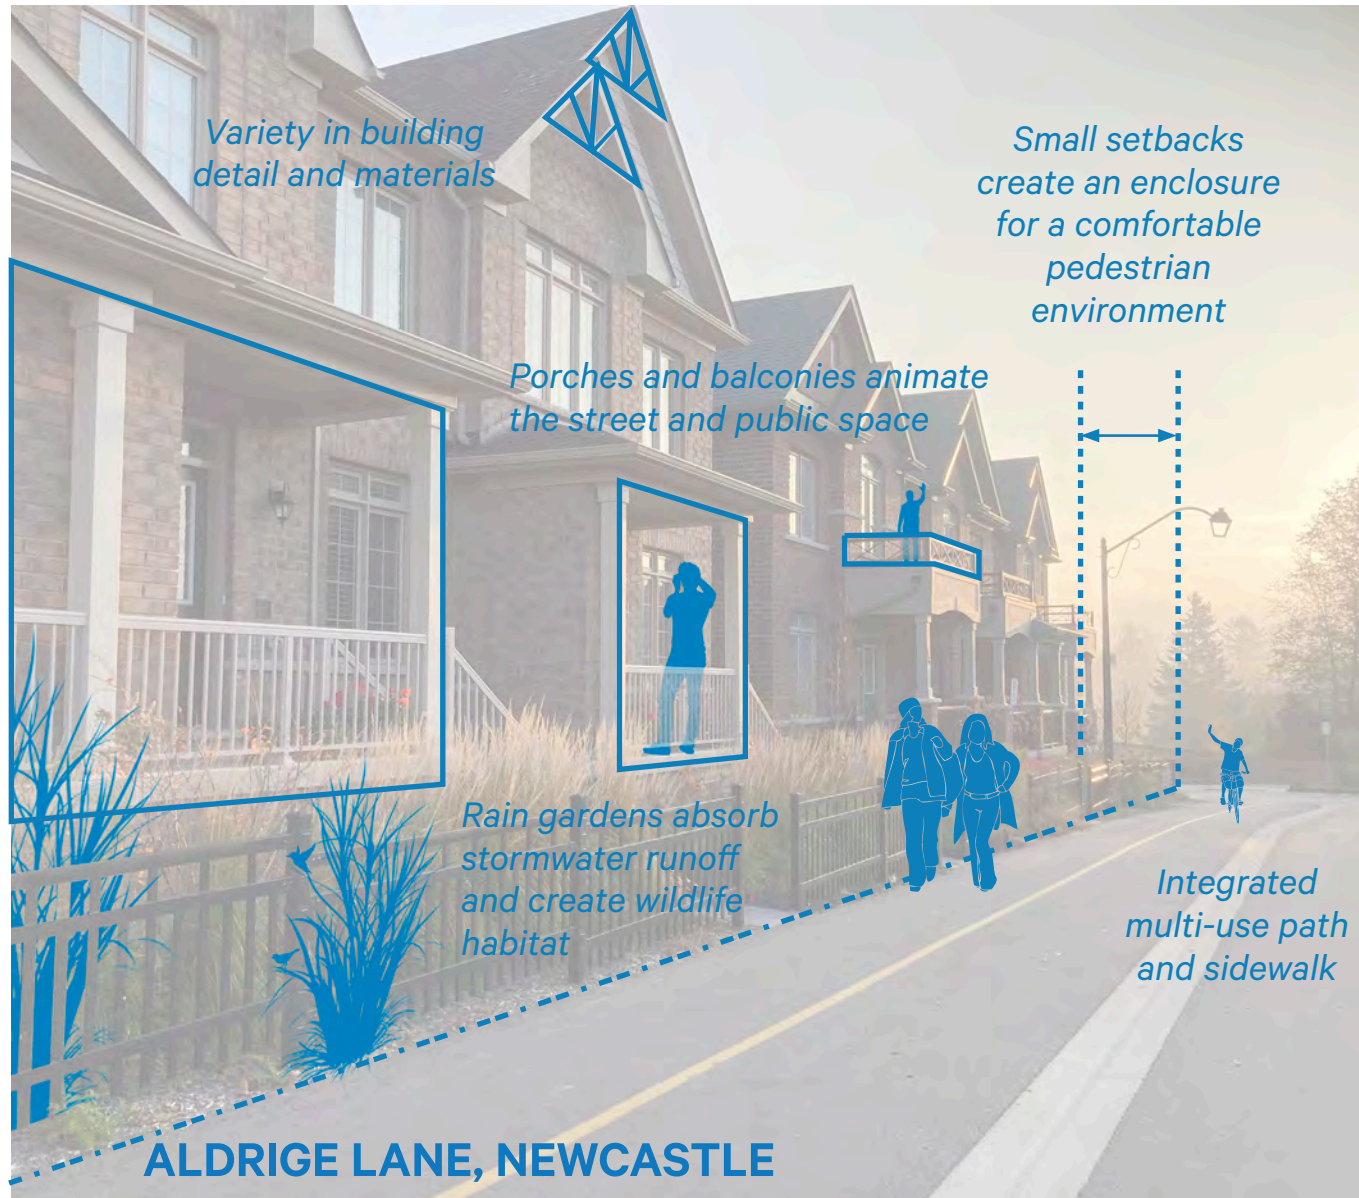 Variety in building
detail and materials
Small setbacks
create an enclosure
for a comfortable
pedestrian
environment
Porches and balconies animate
the street and public space
Rain gardens absorb
stormwater runoff
and create wildlife
habitat
Integrated
multi-use path
and sidewalk
ALDRIGE LANE, NEWCASTLE